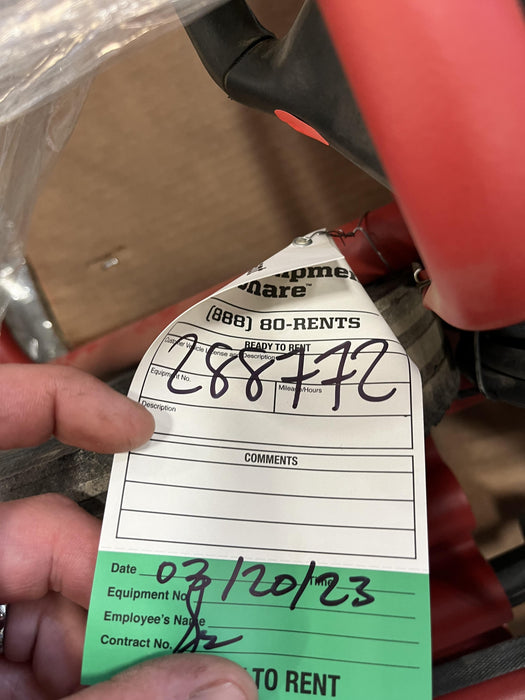 hare™
(888) 80-RENTS
READY TO RENT
Equipment No.
288772
Mileage/Hours
Description
COMMENTS
Date 03/20/23 Time
Equipment No
Employee's Name
Contract No.
TO RENT